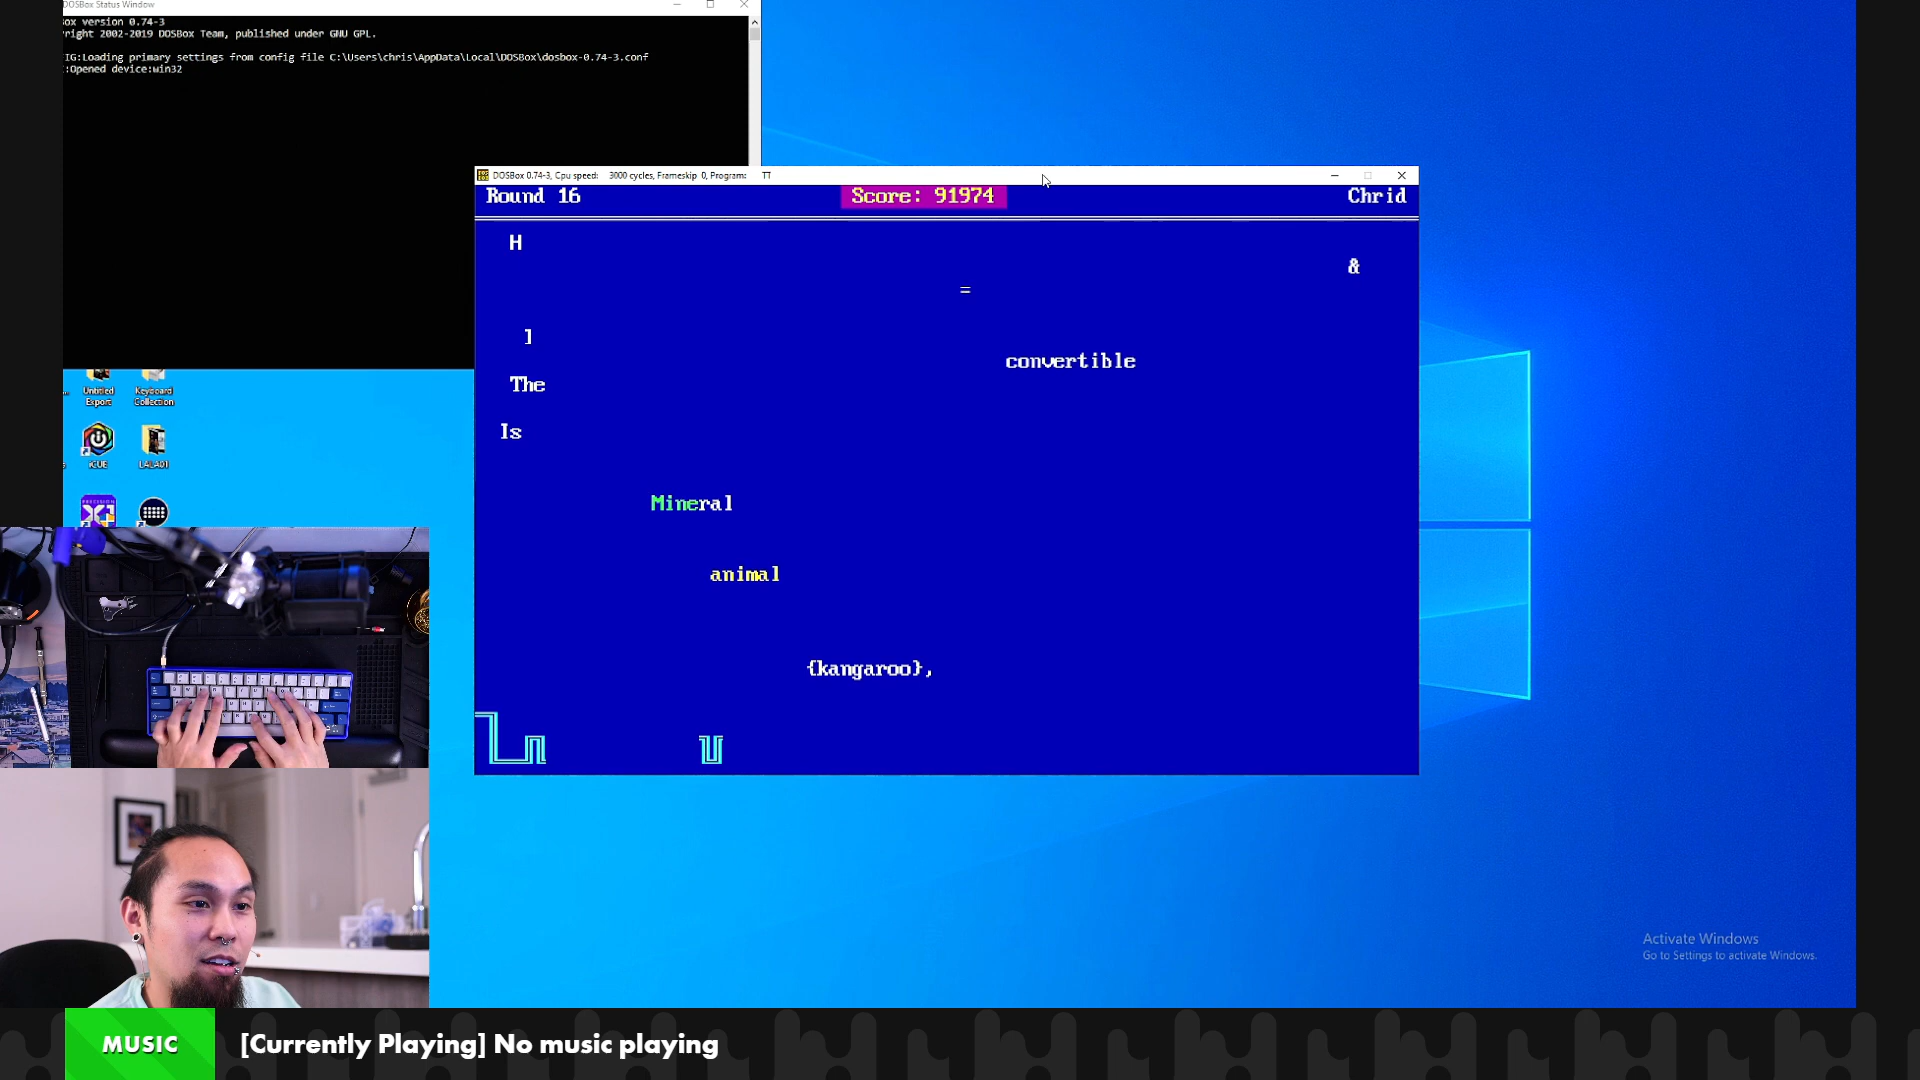 DOSBox Status Window
ox version 0.74-3
right 2002-2019 DOSBox Team, published under GNU GPL.
IG:Loading primary settings from config file C:\Users\chris\AppData\Local\DOSBox\dosbox-0.74-3.conf
:Opened device:win32
DOSBox 0.74-3, Cpu speed: 3000 cycles, Frameskip 0, Program: TT
Round 16 Score: 91974 Chrid
H
&
=
]
convertible
The
Is
Mineral
animal
{kangaroo},
Untitled Export
Keyboard Collection
iCUE
LALA01
PRECISION
X1
Activate Windows
Go to Settings to activate Windows.
MUSIC
[Currently Playing] No music playing